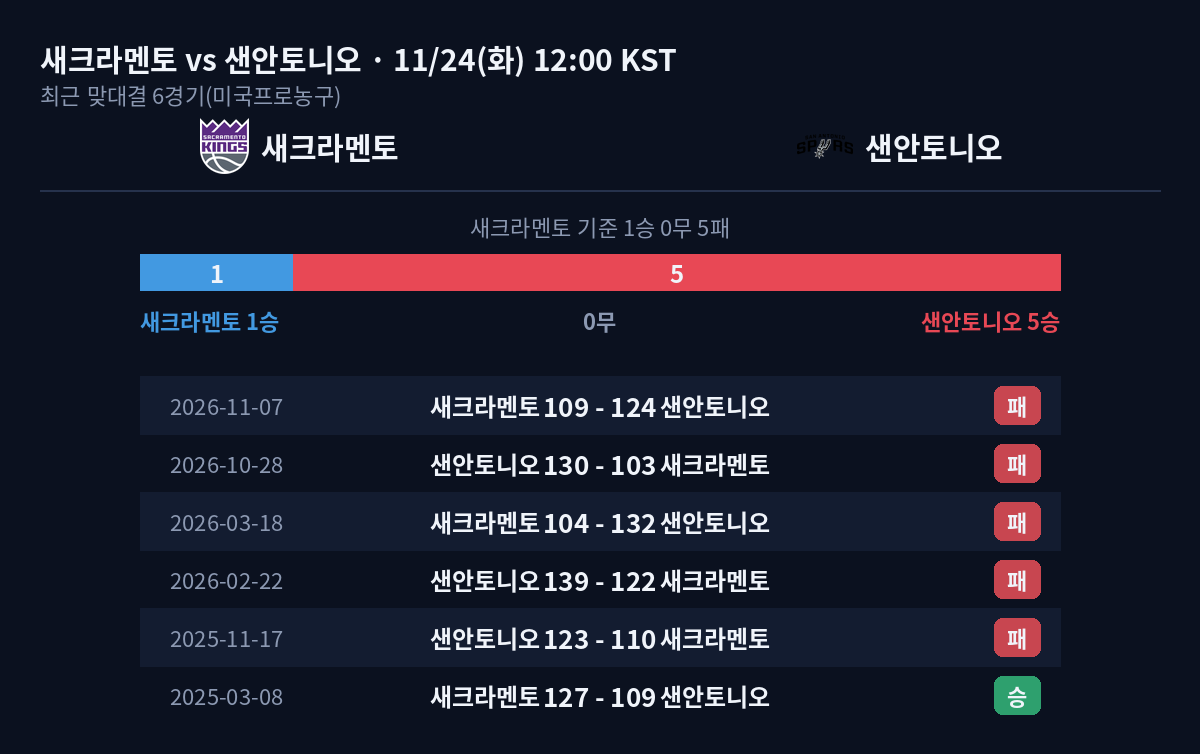 새크라멘토 vs 샌안토니오 · 11/24(화) 12:00 KST
최근 맞대결 6경기(미국프로농구)
SACRAMENTO
KINGS
새크라멘토
SPURS
샌안토니오
새크라멘토 기준 1승 0무 5패
1 5
새크라멘토 1승 0무 샌안토니오 5승
2026-11-07 새크라멘토 109 - 124 샌안토니오 패
2026-10-28 샌안토니오 130 - 103 새크라멘토 패
2026-03-18 새크라멘토 104 - 132 샌안토니오 패
2026-02-22 샌안토니오 139 - 122 새크라멘토 패
2025-11-17 샌안토니오 123 - 110 새크라멘토 패
2025-03-08 새크라멘토 127 - 109 샌안토니오 승